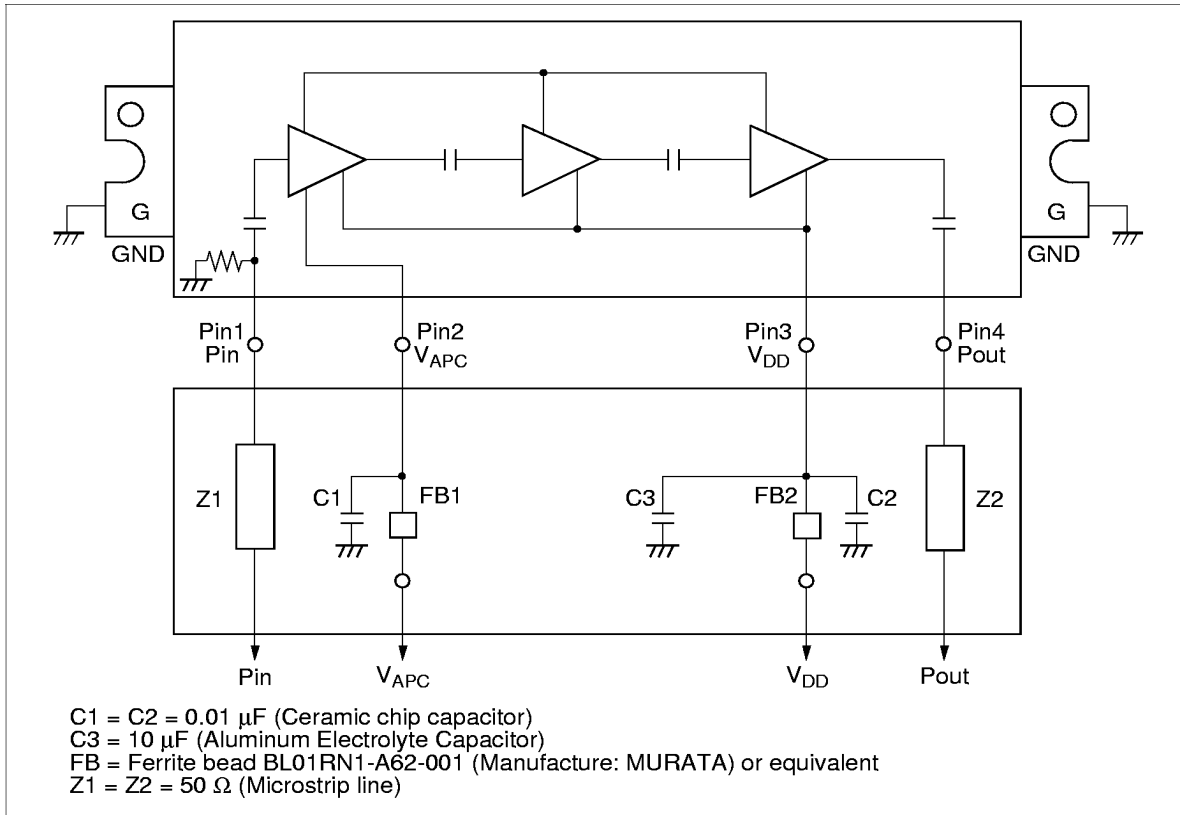 G
GND
G
GND
Pin1
Pin
Pin2
VAPC
Pin3
VDD
Pin4
Pout
Z1
C1
FB1
C3
FB2
C2
Z2
Pin
VAPC
VDD
Pout
C1 = C2 = 0.01 μF (Ceramic chip capacitor)
C3 = 10 μF (Aluminum Electrolyte Capacitor)
FB = Ferrite bead BL01RN1-A62-001 (Manufacture: MURATA) or equivalent
Z1 = Z2 = 50 Ω (Microstrip line)